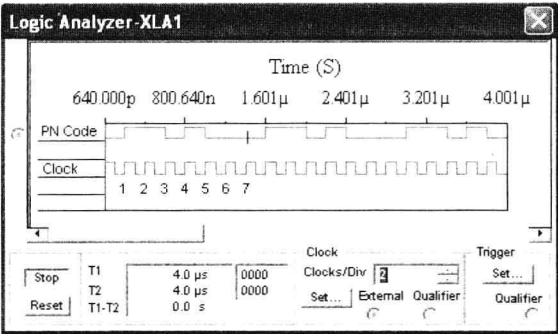 Logic Analyzer-XLA1
Time (S)
640.000p 800.640n 1.601μ 2.401μ 3.201μ 4.001μ
PN Code
Clock
1 2 3 4 5 6 7
Stop
Reset
T1 4.0 μs 0000
T2 4.0 μs 0000
T1-T2 0.0 s
Clock
Clocks/Div 2
Set... External Qualifier
Trigger
Set...
Qualifier